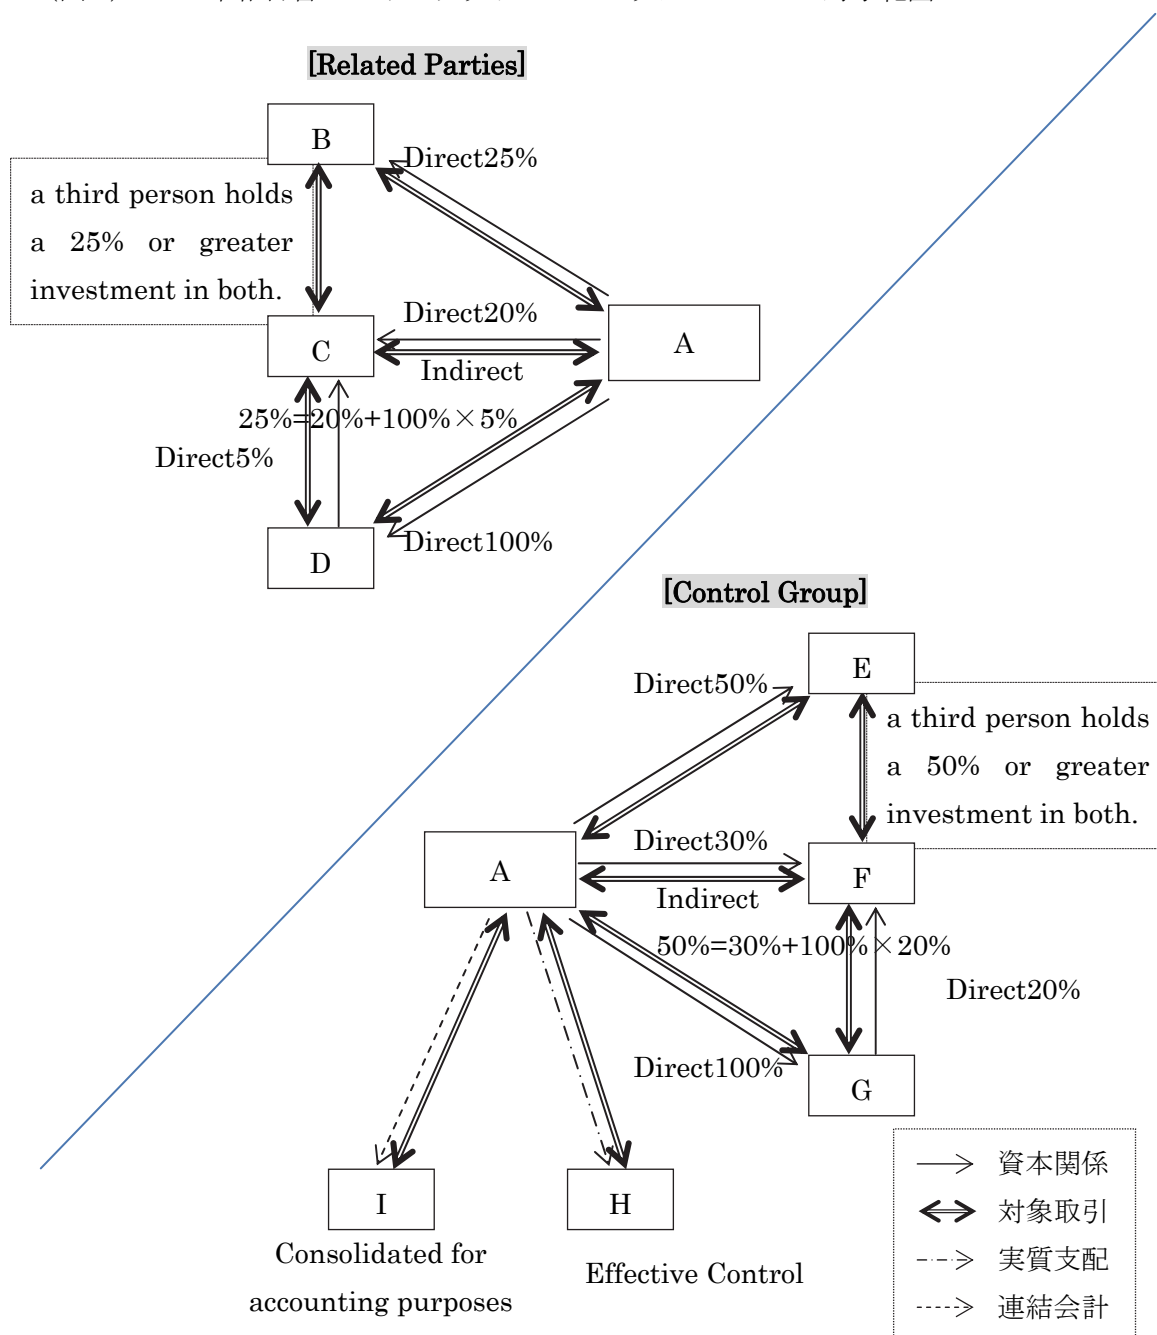 [Related Parties]
B
Direct25%
a third person holds
a 25% or greater
investment in both.
Direct20%
C
A
Indirect
25%=20%+100%×5%
Direct5%
Direct100%
D
[Control Group]
E
Direct50%
a third person holds
a 50% or greater
investment in both.
Direct30%
A
F
Indirect
50%=30%+100%×20%
Direct20%
Direct100%
G
I
H
Consolidated for
accounting purposes
Effective Control
資本関係
対象取引
実質支配
連結会計